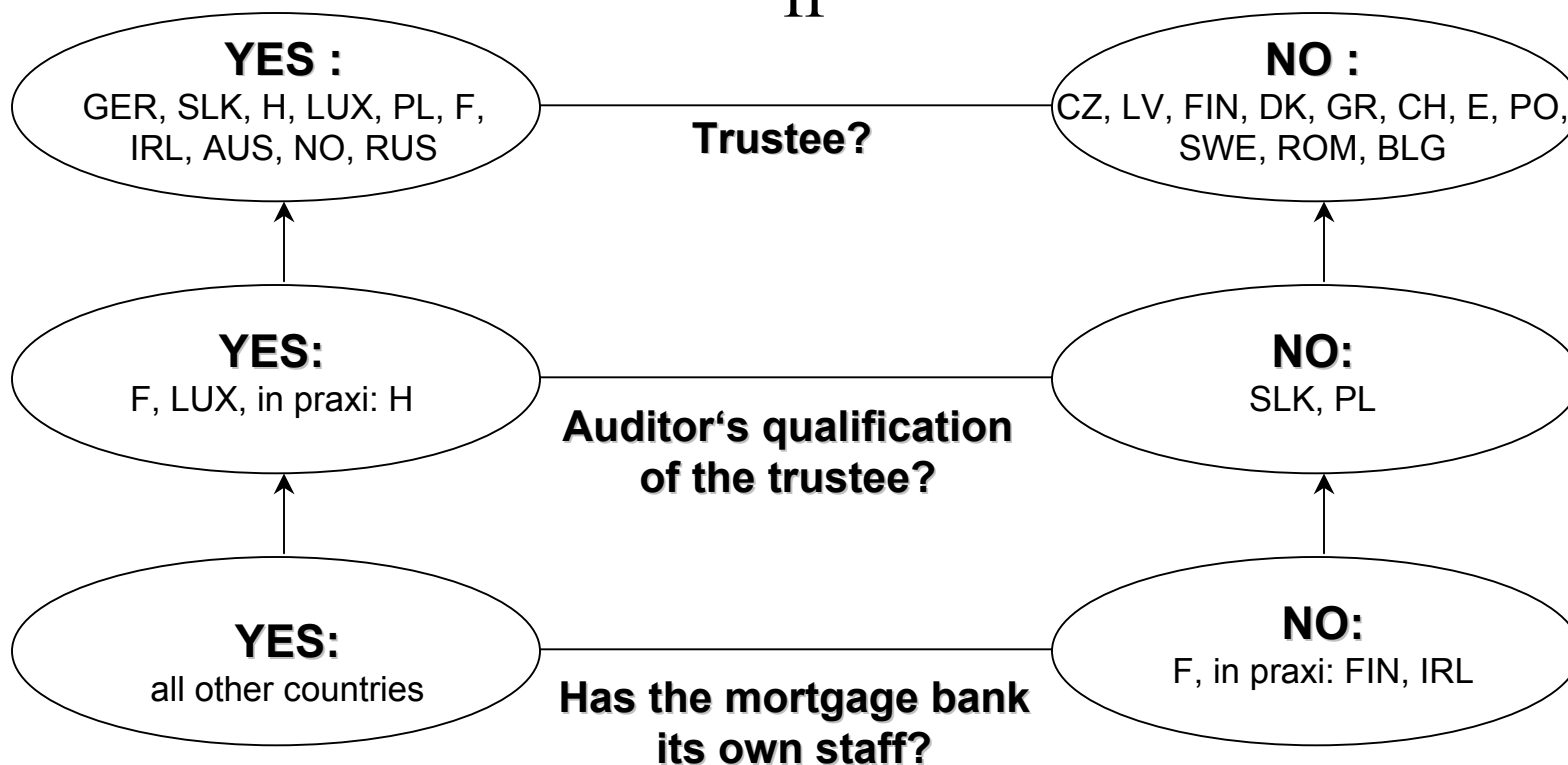 YES :
GER, SLK, H, LUX, PL, F,
IRL, AUS, NO, RUS
Trustee?
NO :
CZ, LV, FIN, DK, GR, CH, E, PO,
SWE, ROM, BLG
YES:
F, LUX, in praxi: H
Auditor‘s qualification
of the trustee?
NO:
SLK, PL
YES:
all other countries
Has the mortgage bank
its own staff?
NO:
F, in praxi: FIN, IRL